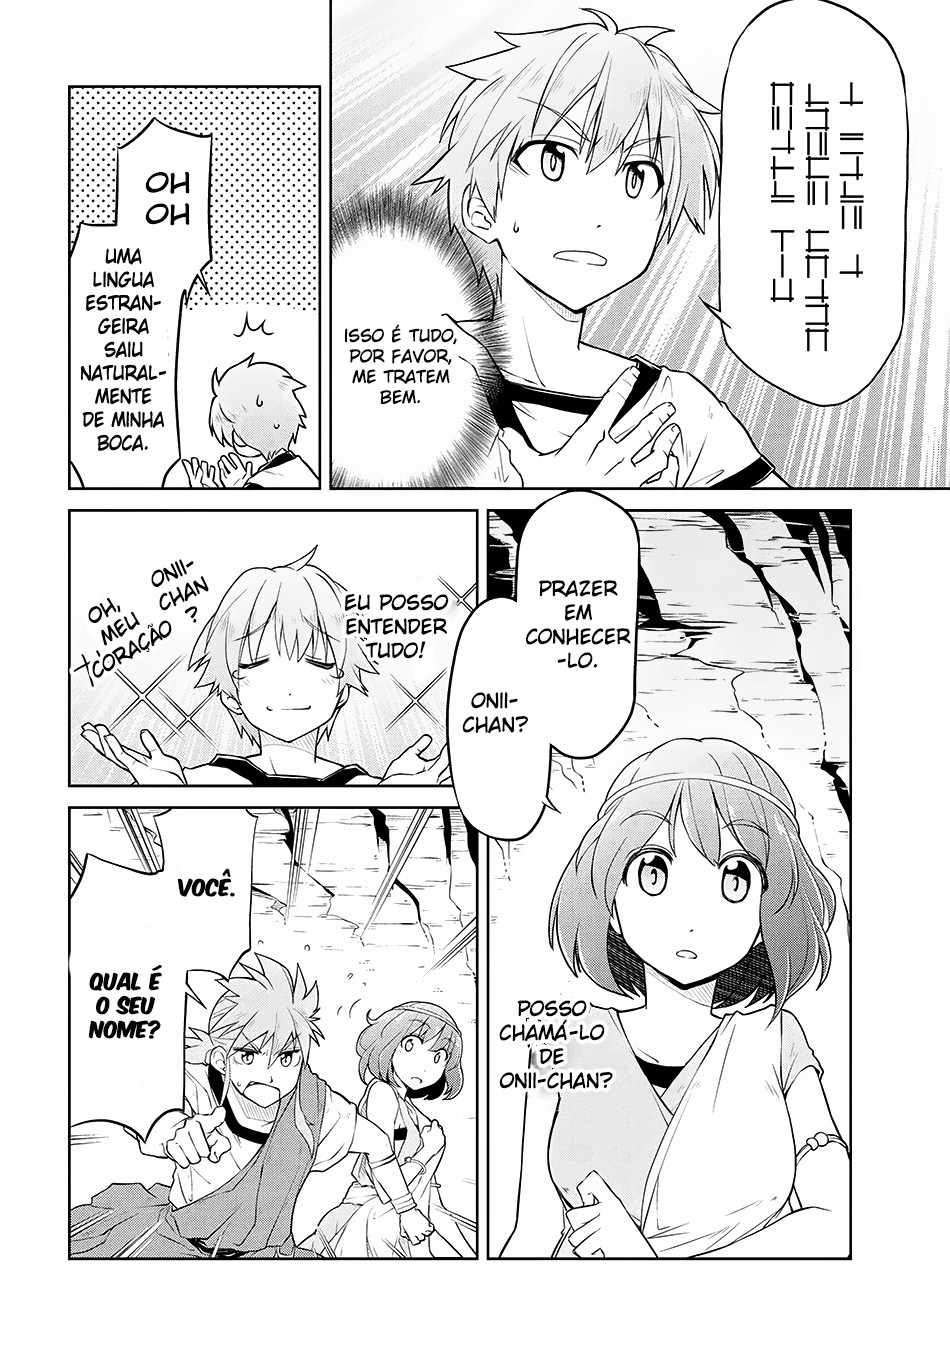 ISSO É TUDO,
POR FAVOR,
ME TRATEM
BEM.
OH
OH
UMA
LINGUA
ESTRAN-
GEIRA
SAIU
NATURAL-
MENTE
DE MINHA
BOCA.
PRAZER
EM
CONHECER-
-LO.
ONII-
CHAN?
POSSO
CHAMÁ-LO
DE
ONII-CHAN?
EU POSSO
ENTENDER
TUDO!
ONII-
CHAN
?
OH,
MEU
CORAÇÃO
VOCÊ.
QUAL É
O SEU
NOME?